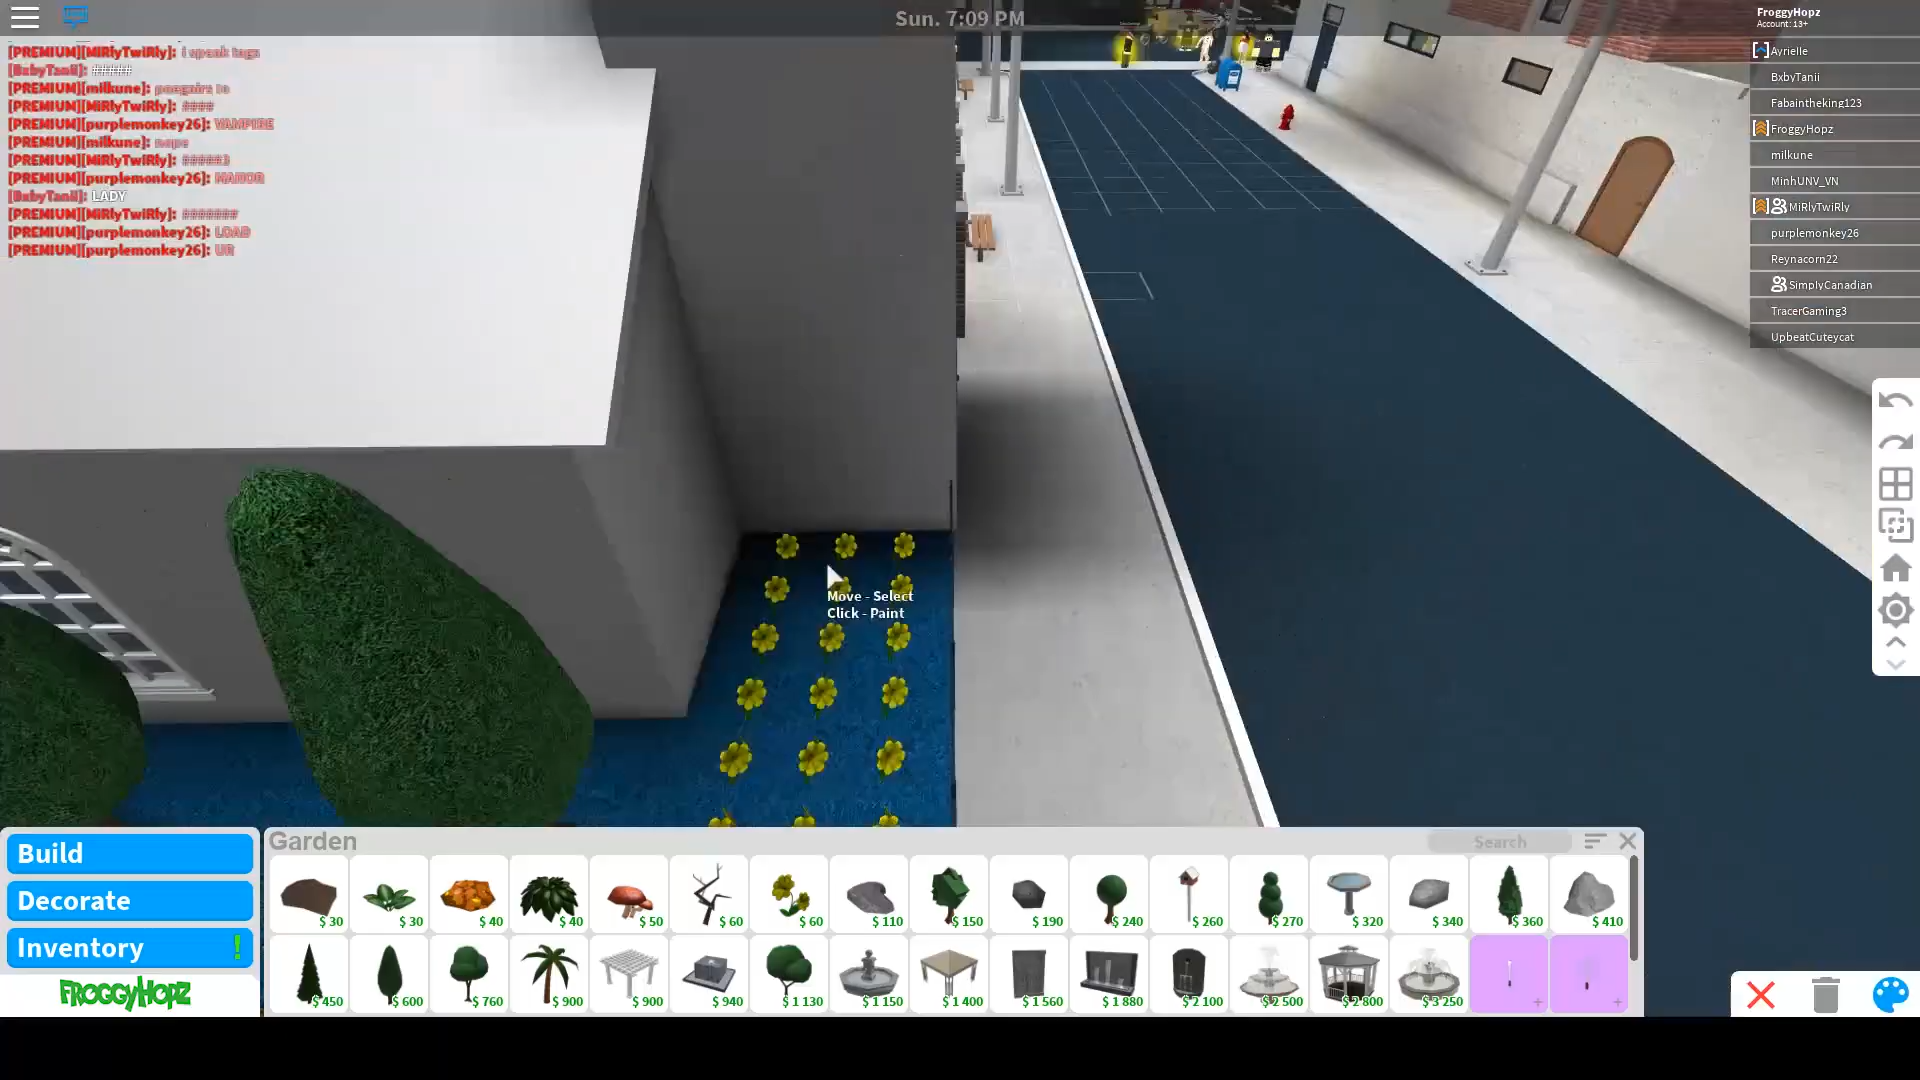 Sun. 7:09 PM
FroggyHopz
Account: 13+
[PREMIUM][MiRlyTwiRly]: i speak tags
[BxbyTanii]: #####
[PREMIUM][milkune]: poegairs to
[PREMIUM][MiRlyTwiRly]: ####
[PREMIUM][purplemonkey26]: VAMPIRE
[PREMIUM][milkune]: nope
[PREMIUM][MiRlyTwiRly]: #####3
[PREMIUM][purplemonkey26]: MANOR
[BxbyTanii]: LADY
[PREMIUM][MiRlyTwiRly]: #######
[PREMIUM][purplemonkey26]: LOAD
[PREMIUM][purplemonkey26]: UR
Ayrielle
BxbyTanii
Fabaintheking123
FroggyHopz
milkune
MinhUNV_VN
MiRlyTwiRly
purplemonkey26
Reynacorn22
SimplyCanadian
TracerGaming3
UpbeatCuteycat
Move - Select
Click - Paint
Build
Decorate
Inventory !
FROGGYHOPZ
Garden
Search
$ 30 $ 30 $ 40 $ 40 $ 50 $ 60 $ 60 $ 110 $ 150 $ 190 $ 240 $ 260 $ 270 $ 320 $ 340 $ 360 $ 410
$ 450 $ 600 $ 760 $ 900 $ 900 $ 940 $ 1 130 $ 1 150 $ 1 400 $ 1 560 $ 1 880 $ 2 100 $ 2 500 $ 2 800 $ 3 250 + +